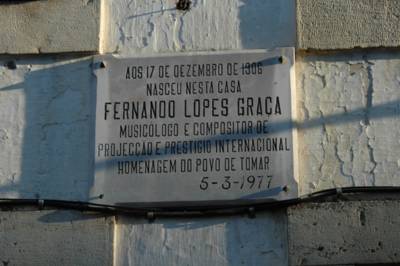 AOS 17 DE DEZEMBRO DE 1906
NASCEU NESTA CASA
FERNANDO LOPES GRAÇA
MUSICÓLOGO E COMPOSITOR DE
PROJECÇÃO E PRESTÍGIO INTERNACIONAL
HOMENAGEM DO POVO DE TOMAR
5-3-1977